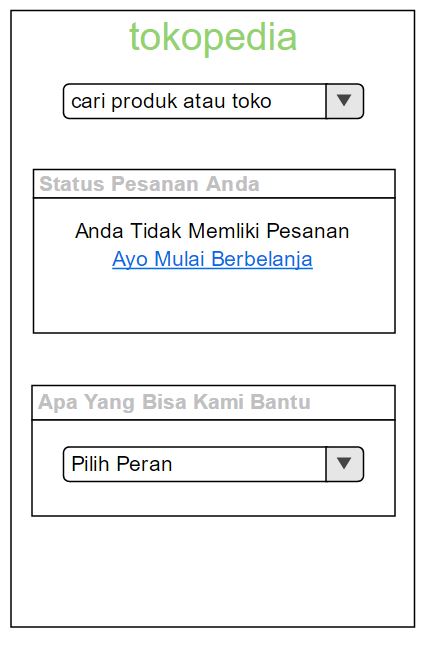 tokopedia
cari produk atau toko
Status Pesanan Anda
Anda Tidak Memliki Pesanan
Ayo Mulai Berbelanja
Apa Yang Bisa Kami Bantu
Pilih Peran